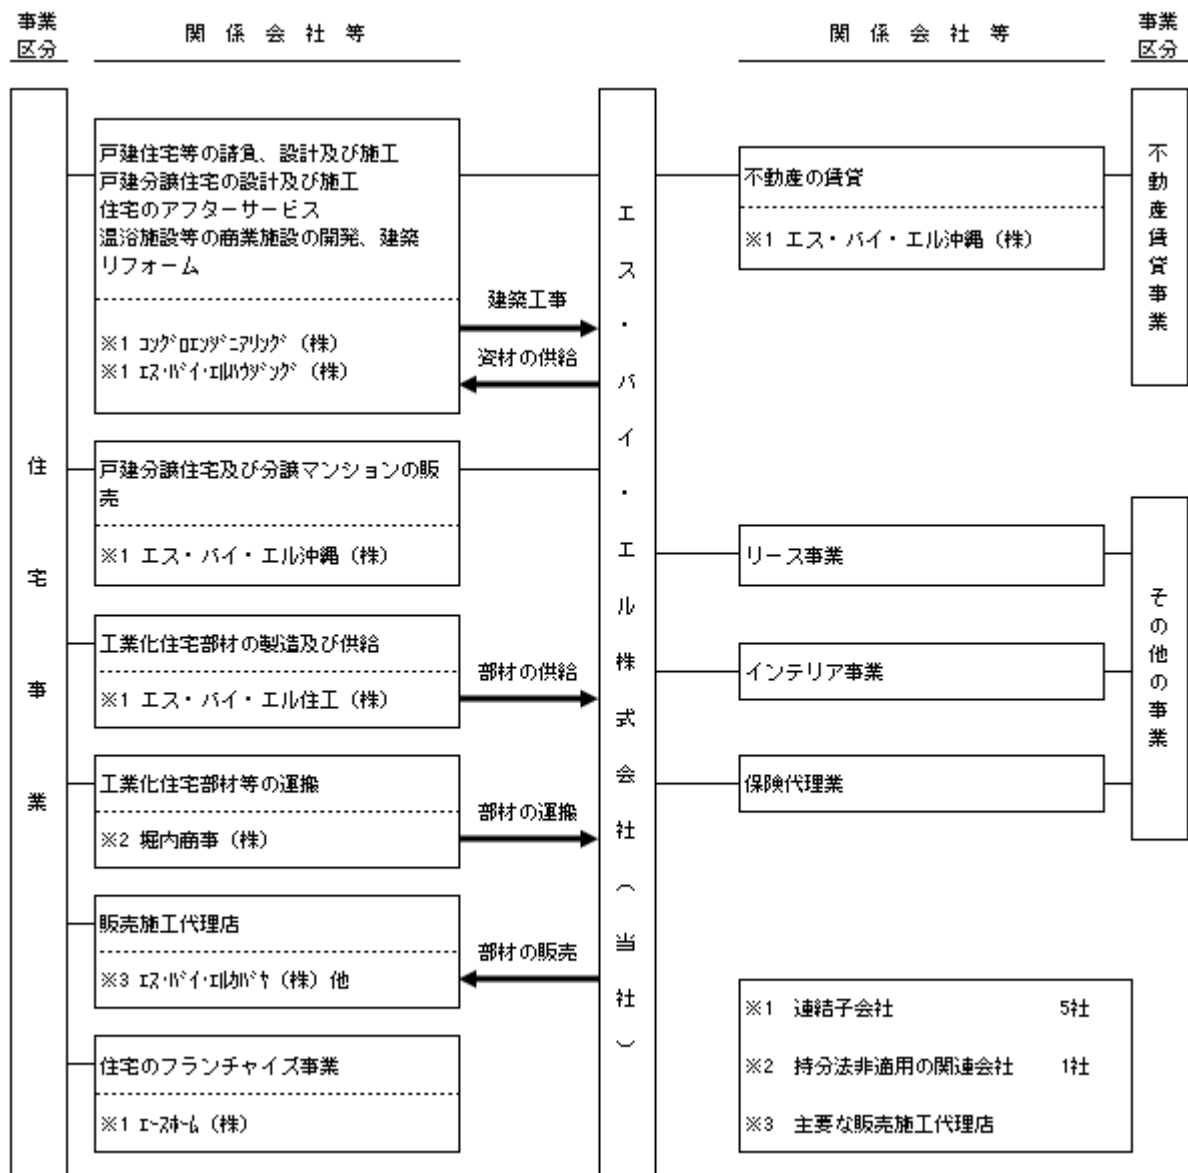 事業
区分
関係会社等
戸建住宅等の請負、設計及び施工
戸建分譲住宅の設計及び施工
住宅のアフターサービス
温浴施設等の商業施設の開発、建築
リフォーム
※1 コングロエンジニアリング（株）
※1 エス・バイ・エルハウジング（株）
建築工事
資材の供給
戸建分譲住宅及び分譲マンションの販
売
※1 エス・バイ・エル沖縄（株）
工業化住宅部材の製造及び供給
※1 エス・バイ・エル住工（株）
部材の供給
工業化住宅部材等の運搬
※2 堀内商事（株）
部材の運搬
販売施工代理店
※3 エス・バイ・エルカバヤ（株）他
部材の販売
住宅のフランチャイズ事業
※1 エースホーム（株）
住宅事業
エス・バイ・エル株式会社（当社）
関係会社等
事業
区分
不動産の賃貸
※1 エス・バイ・エル沖縄（株）
不動産賃貸事業
リース事業
インテリア事業
保険代理業
その他の事業
※1 連結子会社 5社
※2 持分法非適用の関連会社 1社
※3 主要な販売施工代理店